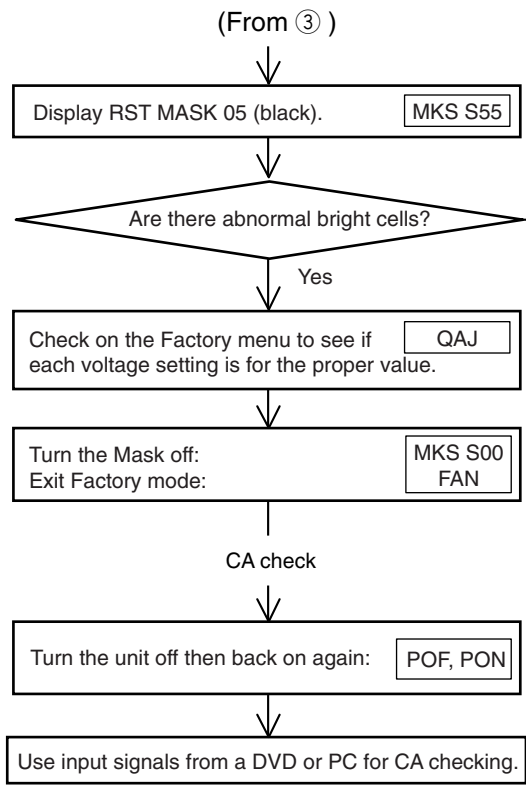 (From ③ )
Display RST MASK 05 (black).
MKS S55
Are there abnormal bright cells?
Yes
Check on the Factory menu to see if
each voltage setting is for the proper value.
QAJ
Turn the Mask off:
Exit Factory mode:
MKS S00
FAN
CA check
Turn the unit off then back on again:
POF, PON
Use input signals from a DVD or PC for CA checking.